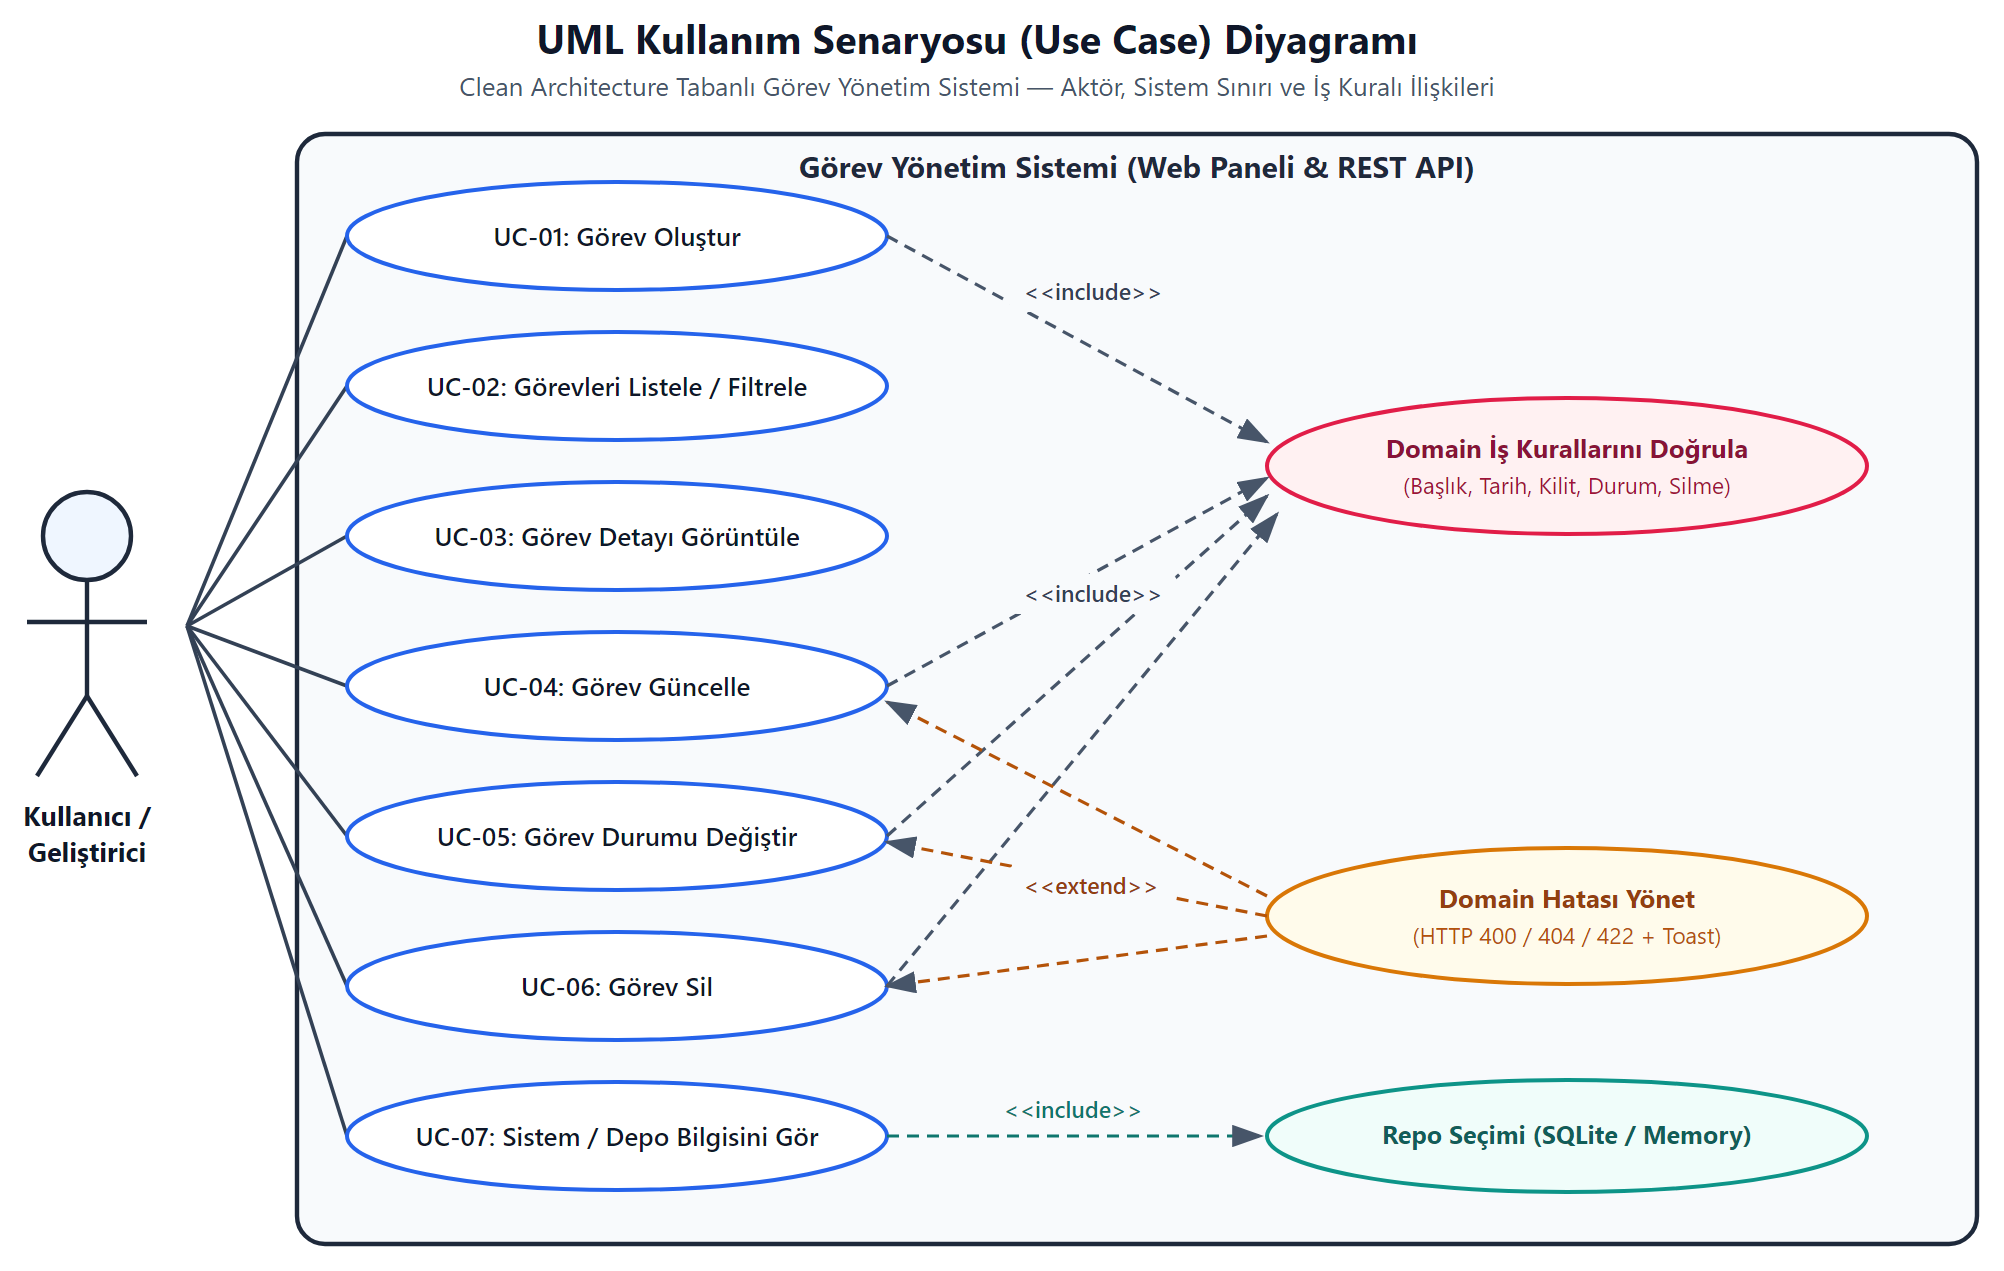 UML Kullanım Senaryosu (Use Case) Diyagramı
Clean Architecture Tabanlı Görev Yönetim Sistemi — Aktör, Sistem Sınırı ve İş Kuralı İlişkileri
Görev Yönetim Sistemi (Web Paneli & REST API)
UC-01: Görev Oluştur
<<include>>
UC-02: Görevleri Listele / Filtrele
Domain İş Kurallarını Doğrula
(Başlık, Tarih, Kilit, Durum, Silme)
UC-03: Görev Detayı Görüntüle
<<include>>
UC-04: Görev Güncelle
Kullanıcı /
Geliştirici
UC-05: Görev Durumu Değiştir
<<extend>>
Domain Hatası Yönet
(HTTP 400 / 404 / 422 + Toast)
UC-06: Görev Sil
<<include>>
UC-07: Sistem / Depo Bilgisini Gör
Repo Seçimi (SQLite / Memory)